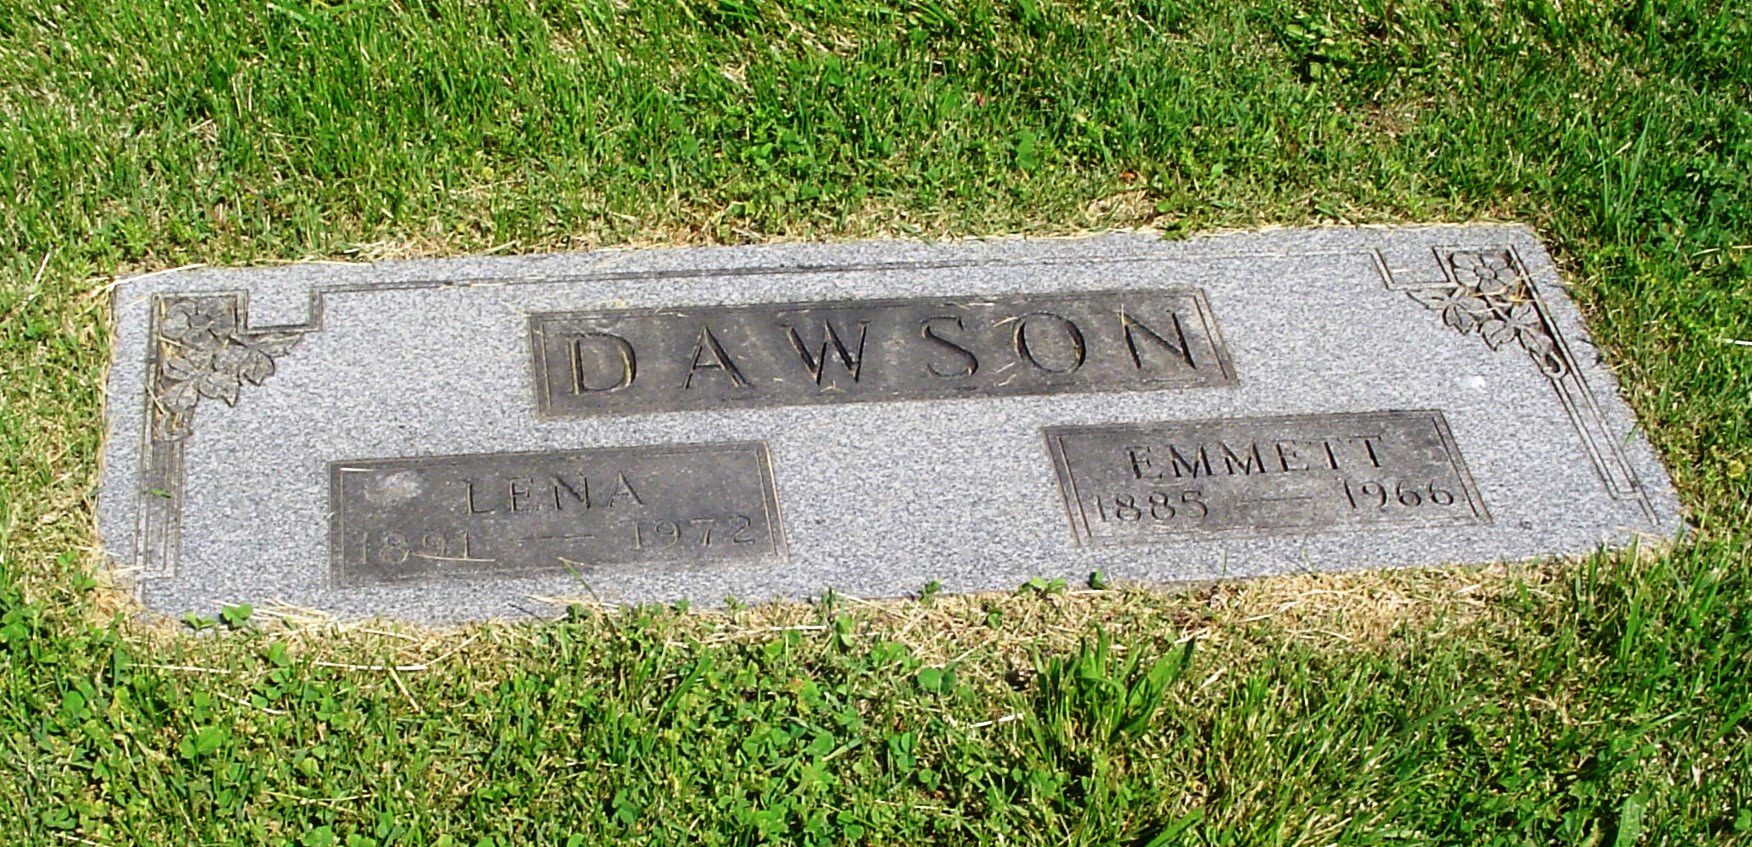 DAWSON
LENA
1891 — 1972
EMMETT
1885 — 1966